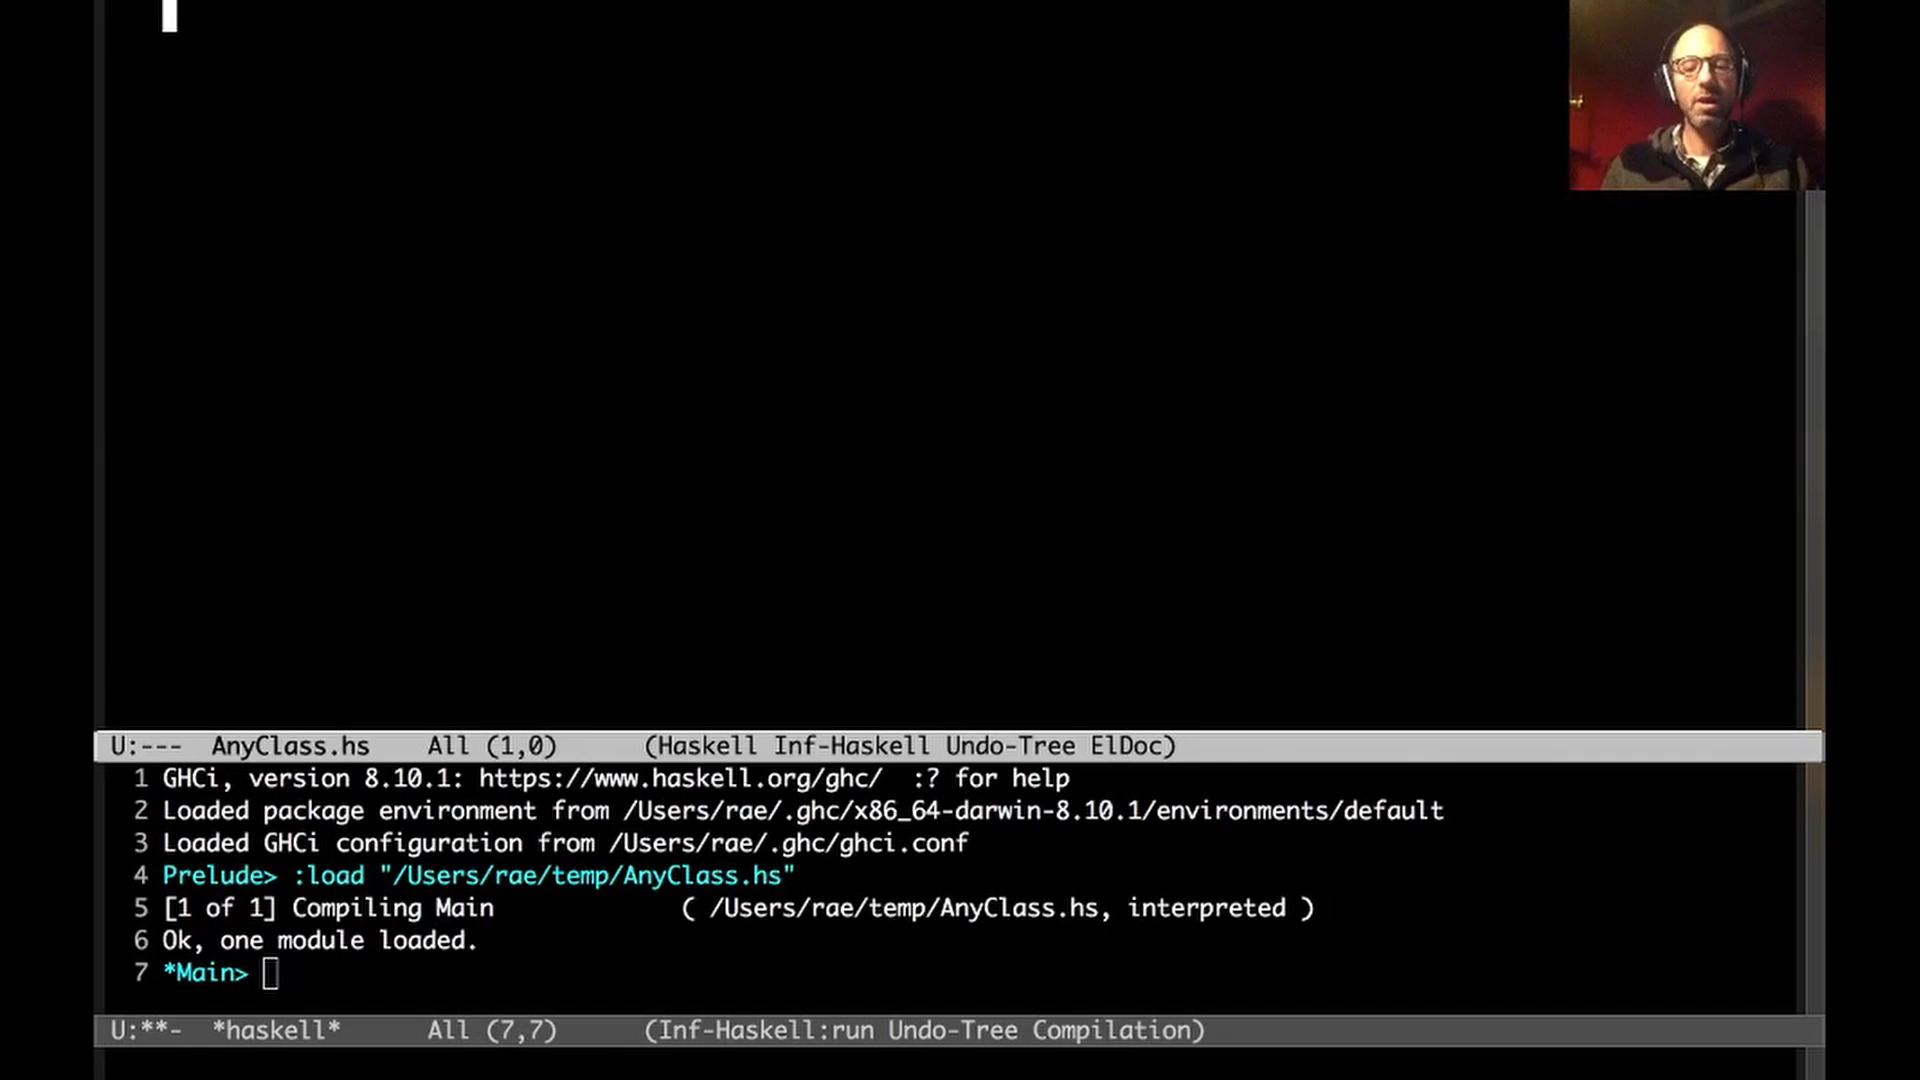 U:--- AnyClass.hs All (1,0) (Haskell Inf-Haskell Undo-Tree ElDoc)
1 GHCi, version 8.10.1: https://www.haskell.org/ghc/ :? for help
2 Loaded package environment from /Users/rae/.ghc/x86_64-darwin-8.10.1/environments/default
3 Loaded GHCi configuration from /Users/rae/.ghc/ghci.conf
4 Prelude> :load "/Users/rae/temp/AnyClass.hs"
5 [1 of 1] Compiling Main ( /Users/rae/temp/AnyClass.hs, interpreted )
6 Ok, one module loaded.
7 *Main>
U:**- *haskell* All (7,7) (Inf-Haskell:run Undo-Tree Compilation)